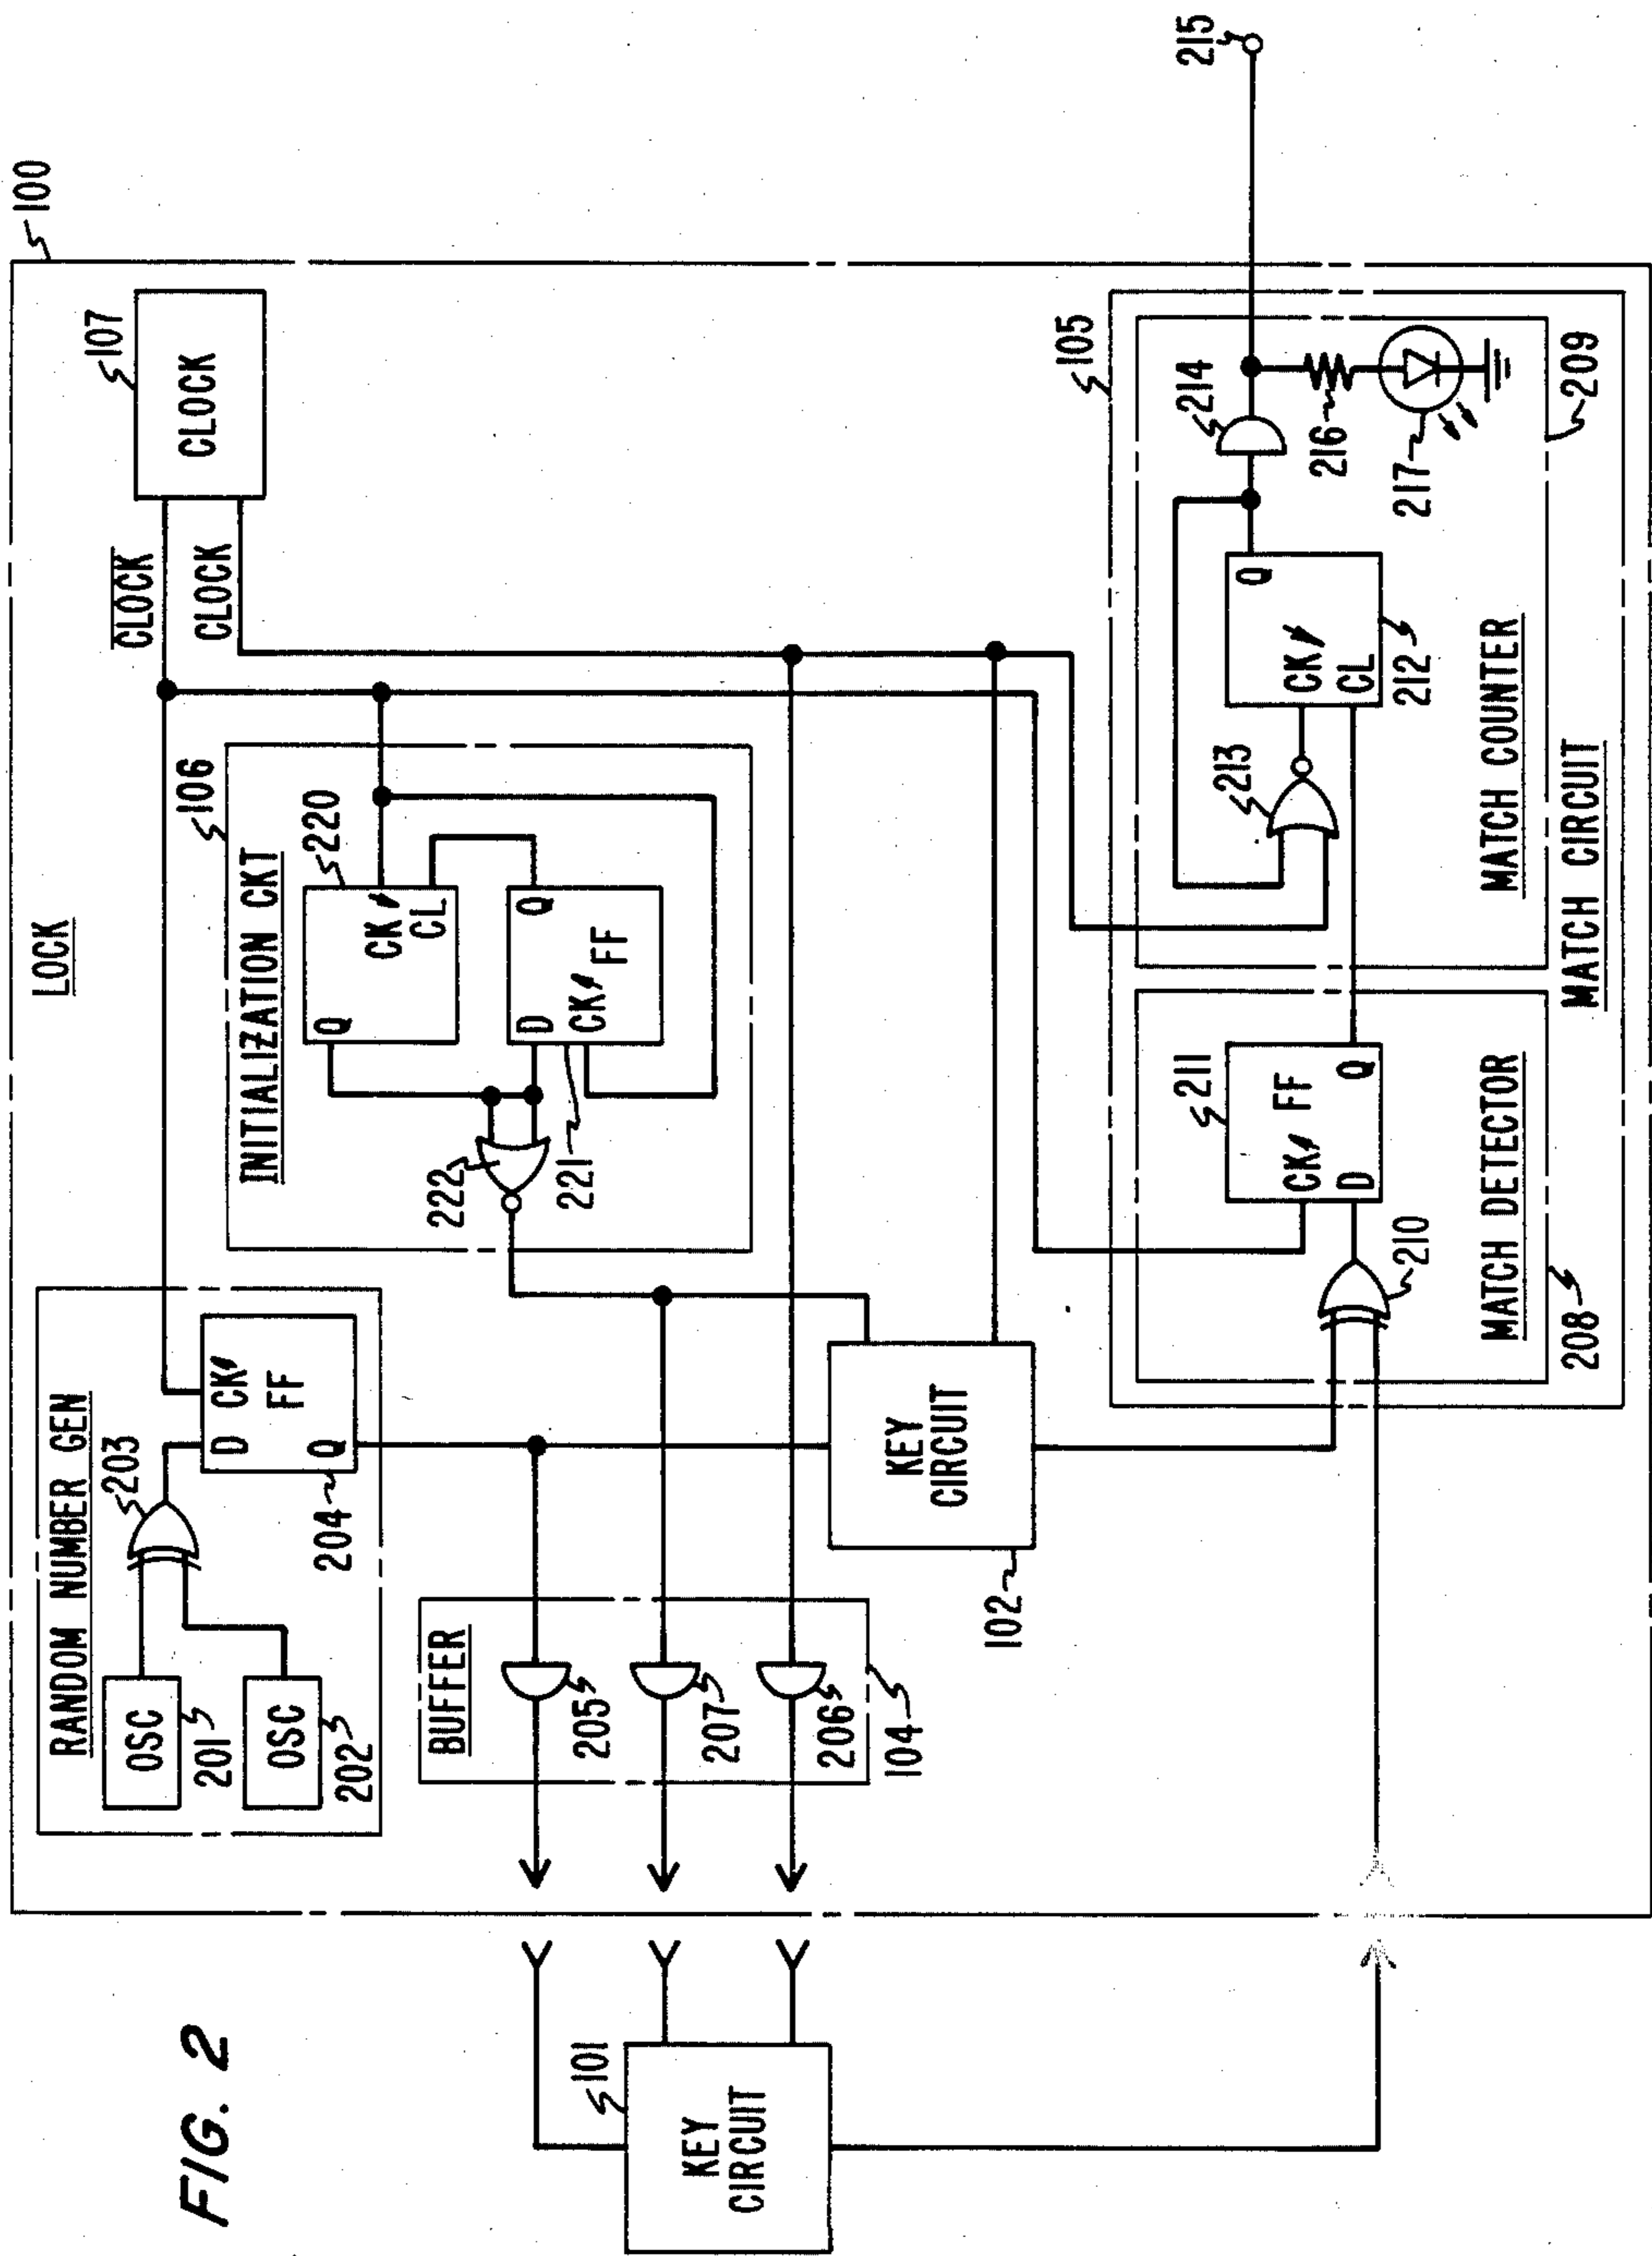 FIG. 2
LOCK
100
RANDOM NUMBER GEN
OSC
201
OSC
202
203
D CK
FF
Q
204
CLOCK
107
CLOCK
CLOCK
106
INITIALIZATION CKT
220
Q
CK
CL
Q
D
CK FF
221
222
BUFFER
205
207
206
104
KEY
CIRCUIT
101
KEY
CIRCUIT
102
105
211
CK FF
D Q
210
MATCH DETECTOR
208
213
Q
CK
CL
212
214
215
216
217
MATCH COUNTER
209
MATCH CIRCUIT